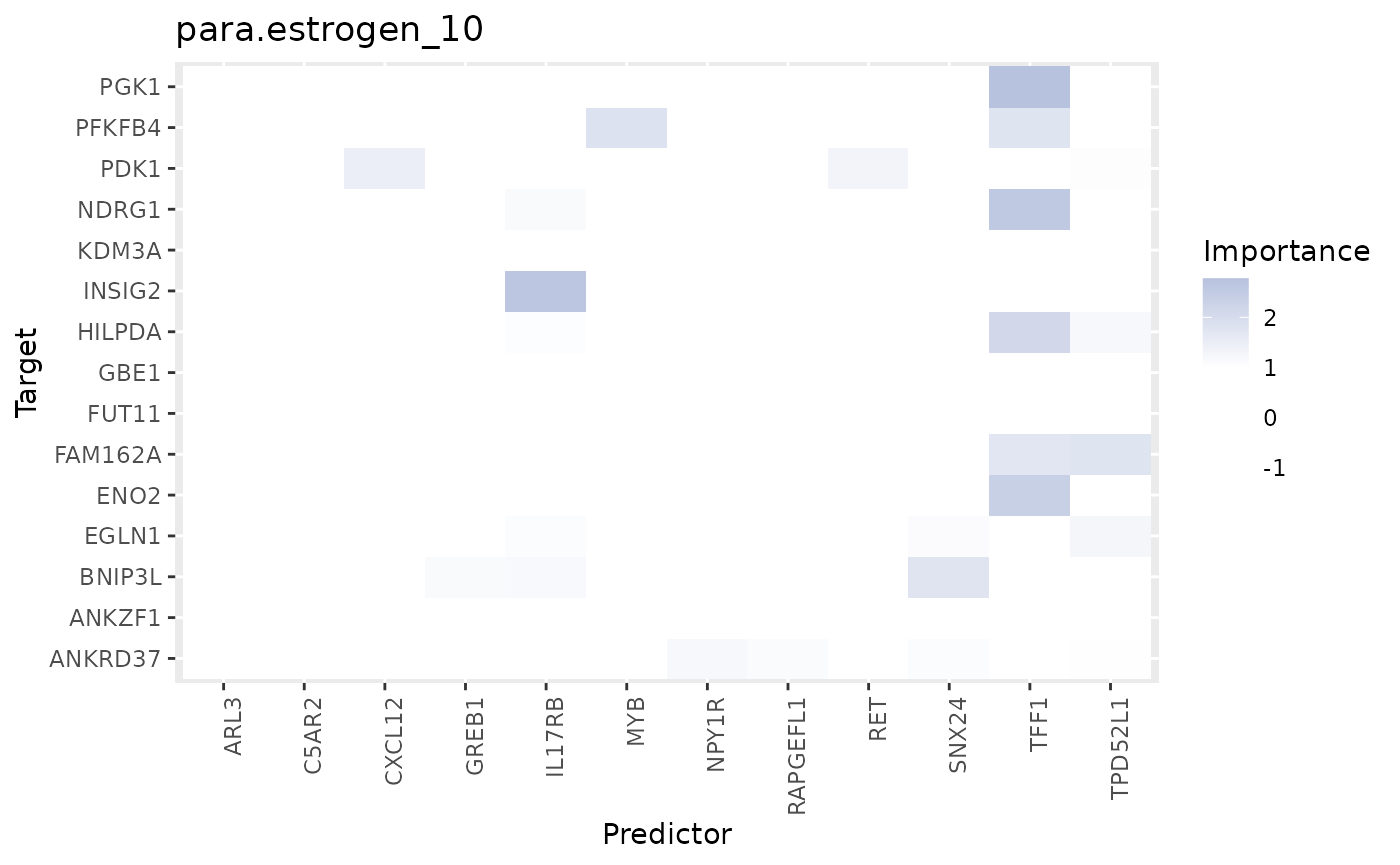 para.estrogen_10
PGK1
PFKFB4
PDK1
NDRG1
KDM3A
INSIG2
HILPDA
GBE1
FUT11
FAM162A
ENO2
EGLN1
BNIP3L
ANKZF1
ANKRD37
Target
ARL3
C5AR2
CXCL12
GREB1
IL17RB
MYB
NPY1R
RAPGEFL1
RET
SNX24
TFF1
TPD52L1
Predictor
Importance
2
1
0
-1